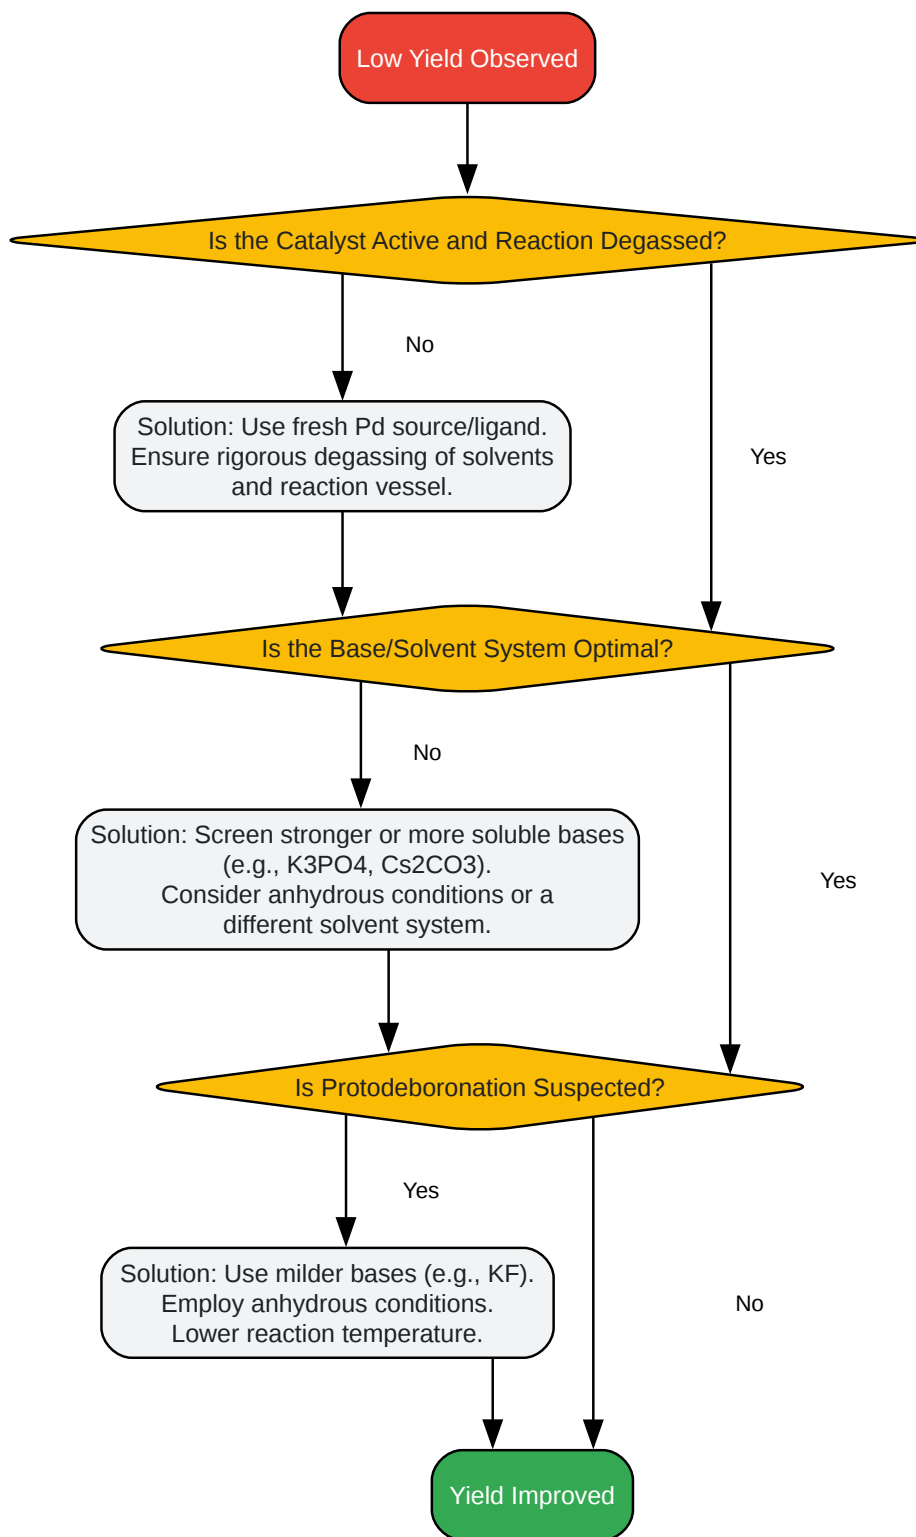 Low Yield Observed
Is the Catalyst Active and Reaction Degassed?
No
Solution: Use fresh Pd source/ligand.
Ensure rigorous degassing of solvents
and reaction vessel.
Yes
Is the Base/Solvent System Optimal?
No
Solution: Screen stronger or more soluble bases
(e.g., K3PO4, Cs2CO3).
Consider anhydrous conditions or a
different solvent system.
Yes
Is Protodeboronation Suspected?
Yes
Solution: Use milder bases (e.g., KF).
Employ anhydrous conditions.
Lower reaction temperature.
No
Yield Improved